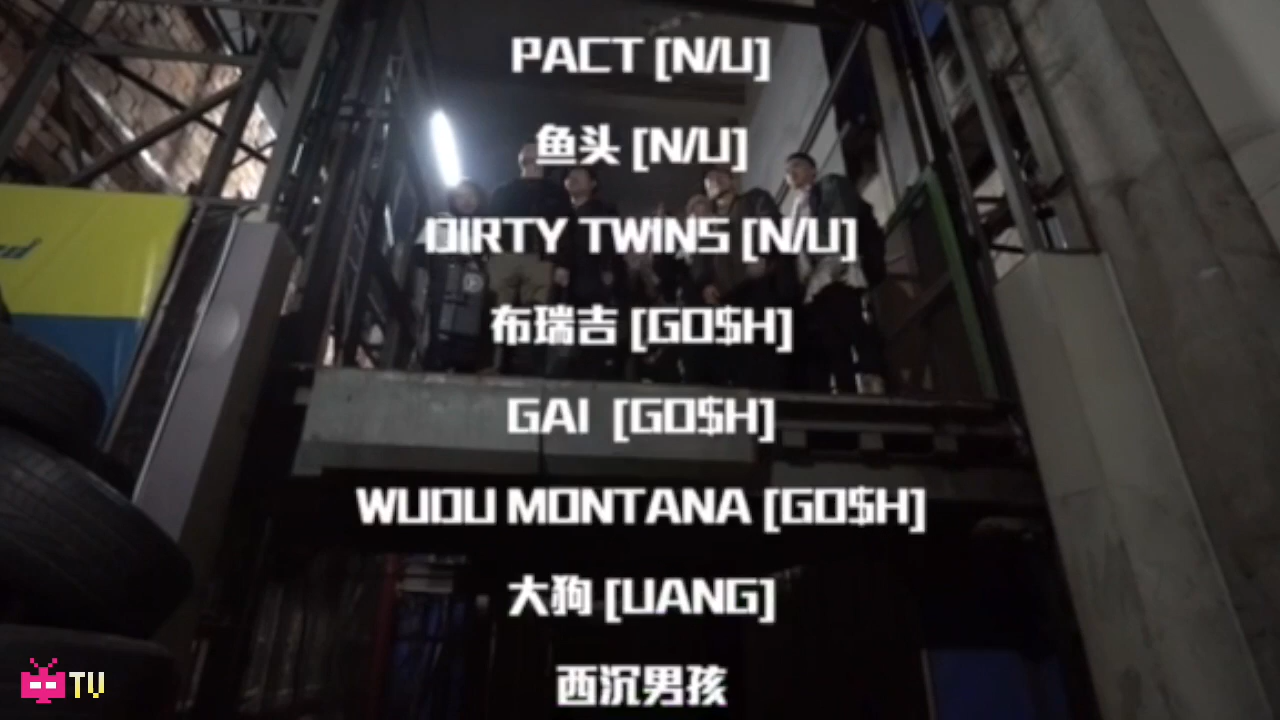 PACT [N/U]
鱼头 [N/U]
DIRTY TWINS [N/U]
布瑞吉 [GO$H]
GAI [GO$H]
WUDU MONTANA [GO$H]
大狗 [UANG]
西沉男孩
TV